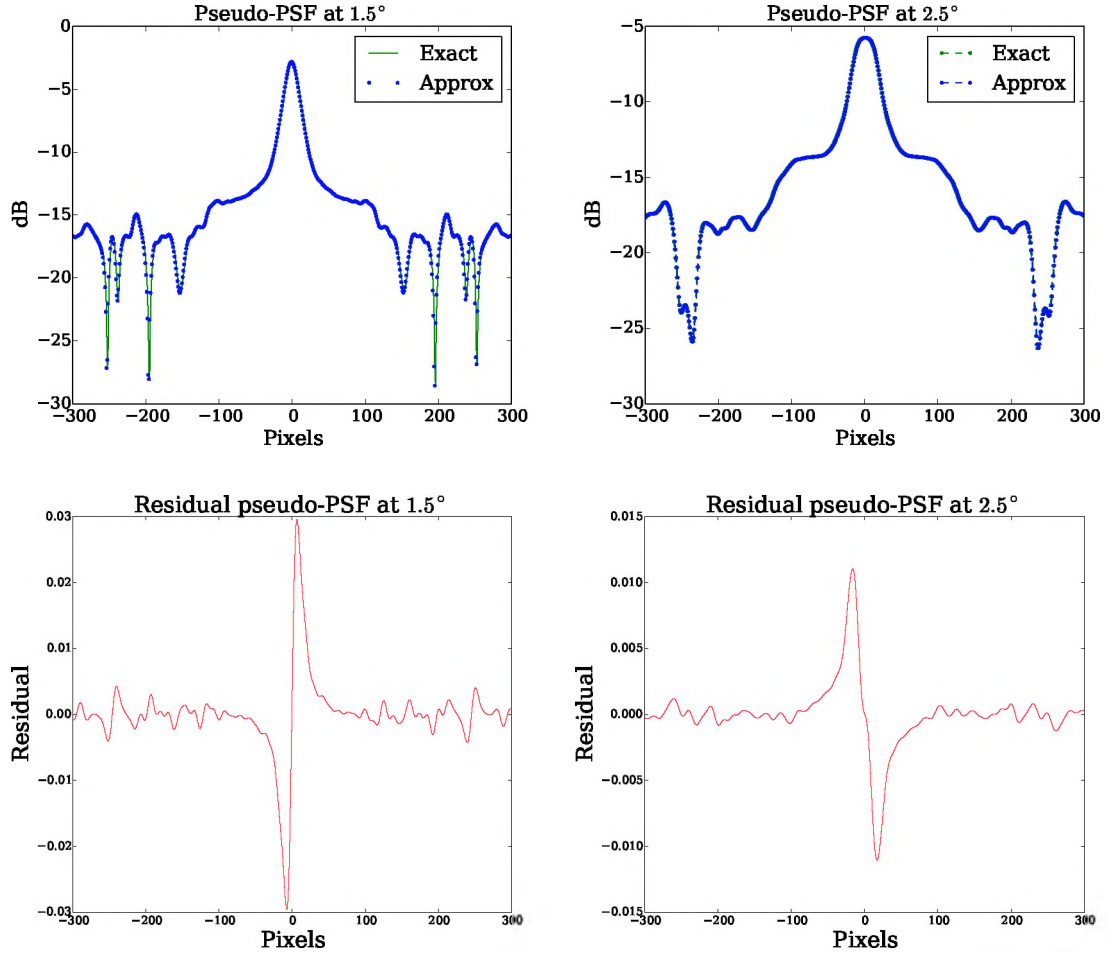 Pseudo-PSF at 1.5°
0
−5
−10
−15
−20
−25
−30
dB
Exact
Approx
−300 −200 −100 0 100 200 300
Pixels
Pseudo-PSF at 2.5°
−5
−10
−15
−20
−25
−30
dB
Exact
Approx
−300 −200 −100 0 100 200 300
Pixels
Residual pseudo-PSF at 1.5°
0.03
0.02
0.01
0.00
−0.01
−0.02
−0.03
Residual
−300 −200 −100 0 100 200 300
Pixels
Residual pseudo-PSF at 2.5°
0.015
0.010
0.005
0.000
−0.005
−0.010
−0.015
Residual
−300 −200 −100 0 100 200 300
Pixels